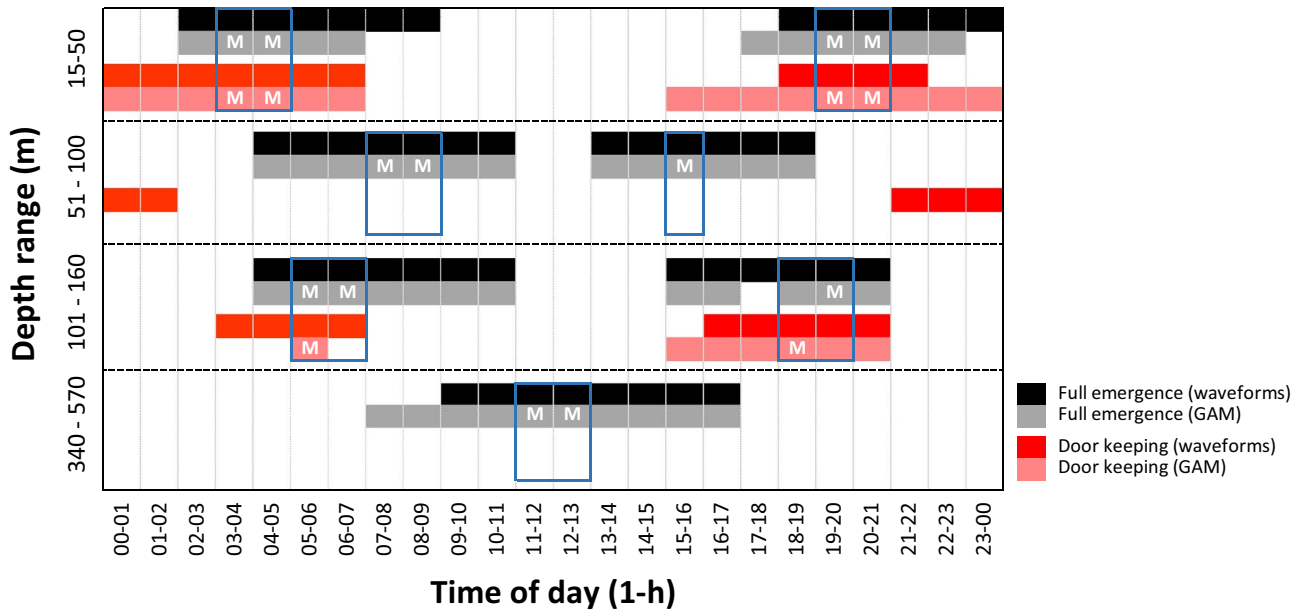 Depth range (m)
15-50
M M M M
M M M M
51 - 100
M M M
101 - 160
M M M
M M
340 - 570
M M
Full emergence (waveforms)
Full emergence (GAM)
Door keeping (waveforms)
Door keeping (GAM)
00-01 01-02 02-03 03-04 04-05 05-06 06-07 07-08 08-09 09-10 10-11 11-12 12-13 13-14 14-15 15-16 16-17 17-18 18-19 19-20 20-21 21-22 22-23 23-00
Time of day (1-h)